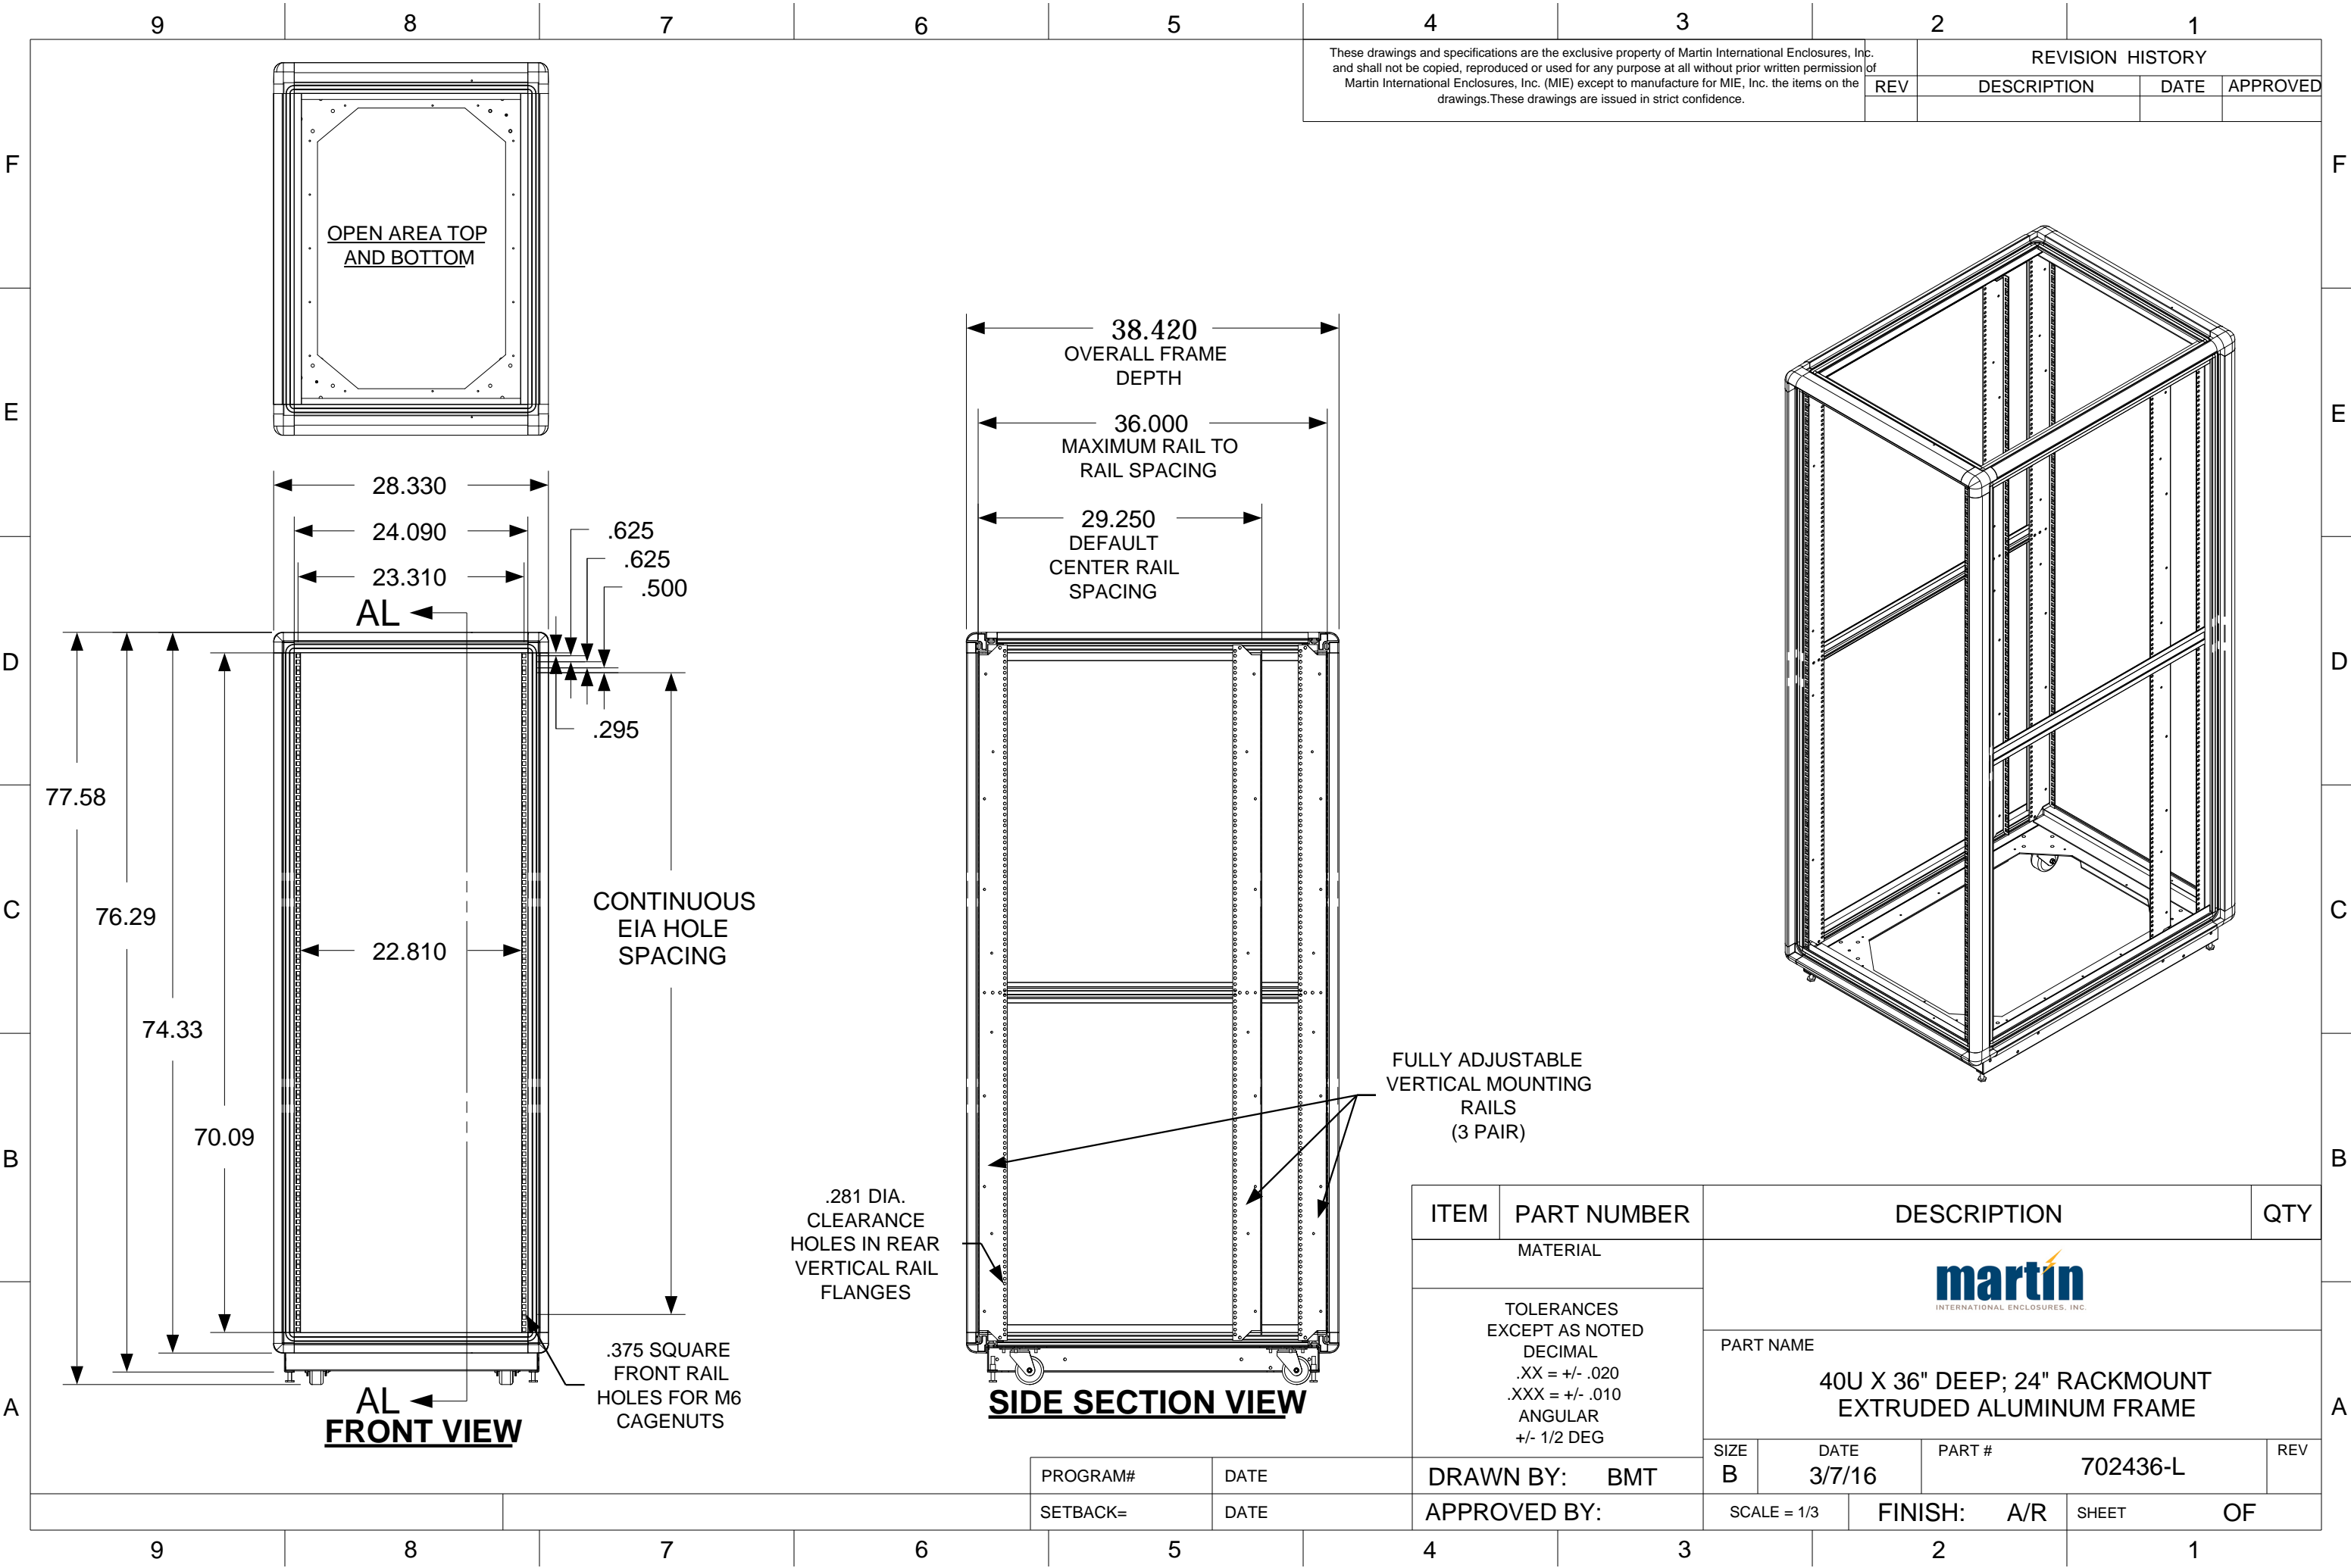 9 8 7 6 5 4 3 2 1
These drawings and specifications are the exclusive property of Martin International Enclosures, Inc.
and shall not be copied, reproduced or used for any purpose at all without prior written permission of
Martin International Enclosures, Inc. (MIE) except to manufacture for MIE, Inc. the items on the
drawings.These drawings are issued in strict confidence.
REVISION HISTORY
REV DESCRIPTION DATE APPROVED
F
F
OPEN AREA TOP
AND BOTTOM
E
E
38.420
OVERALL FRAME
DEPTH
36.000
MAXIMUM RAIL TO
RAIL SPACING
29.250
DEFAULT
CENTER RAIL
SPACING
28.330
24.090
23.310
.625
.625
.500
.295
AL
D
D
77.58
76.29
74.33
70.09
22.810
CONTINUOUS
EIA HOLE
SPACING
C
C
FULLY ADJUSTABLE
VERTICAL MOUNTING
RAILS
(3 PAIR)
B
B
.281 DIA.
CLEARANCE
HOLES IN REAR
VERTICAL RAIL
FLANGES
.375 SQUARE
FRONT RAIL
HOLES FOR M6
CAGENUTS
AL
FRONT VIEW
SIDE SECTION VIEW
A
A
ITEM PART NUMBER DESCRIPTION QTY
MATERIAL
martin
INTERNATIONAL ENCLOSURES, INC.
TOLERANCES
EXCEPT AS NOTED
DECIMAL
.XX = +/- .020
.XXX = +/- .010
ANGULAR
+/- 1/2 DEG
PART NAME
40U X 36" DEEP; 24" RACKMOUNT
EXTRUDED ALUMINUM FRAME
SIZE DATE PART # REV
B 3/7/16 702436-L
PROGRAM# DATE
DRAWN BY: BMT
SETBACK= DATE
APPROVED BY:
SCALE = 1/3 FINISH: A/R SHEET OF
9 8 7 6 5 4 3 2 1